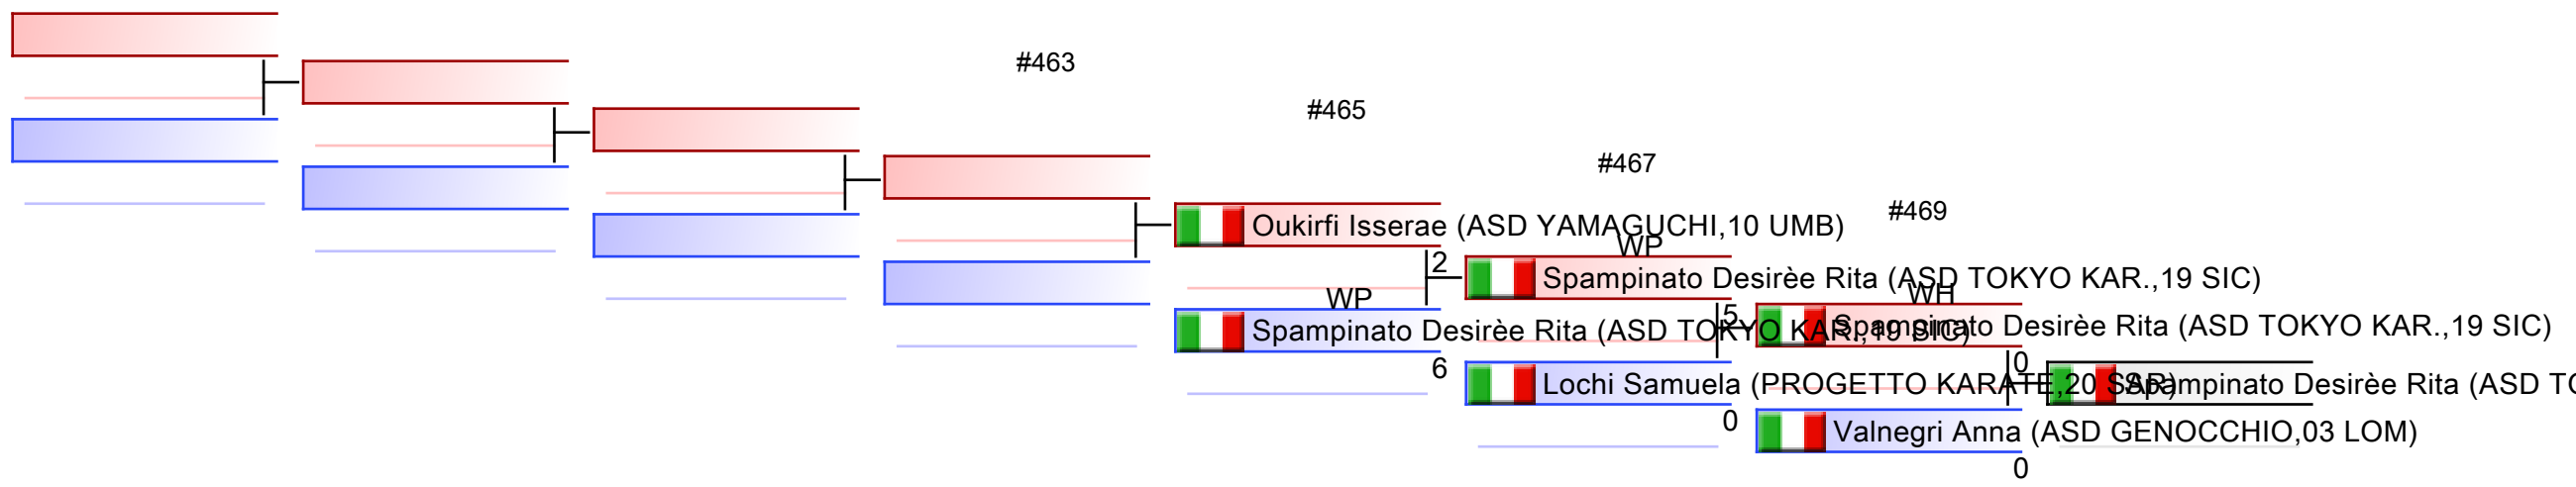 #463
#465
#467
#469
Oukirfi Isserae (ASD YAMAGUCHI,10 UMB)
WP
2
Spampinato Desirèe Rita (ASD TOKYO KAR.,19 SIC)
WP
WH
5
Spampinato Desirèe Rita (ASD TOKYO KAR.,19 SIC)
Spampinato Desirèe Rita (ASD TOKYO KAR.,19 SIC)
6
0
Lochi Samuela (PROGETTO KARATE,20 SAR)
Spampinato Desirèe Rita (ASD TO
0
Valnegri Anna (ASD GENOCCHIO,03 LOM)
0